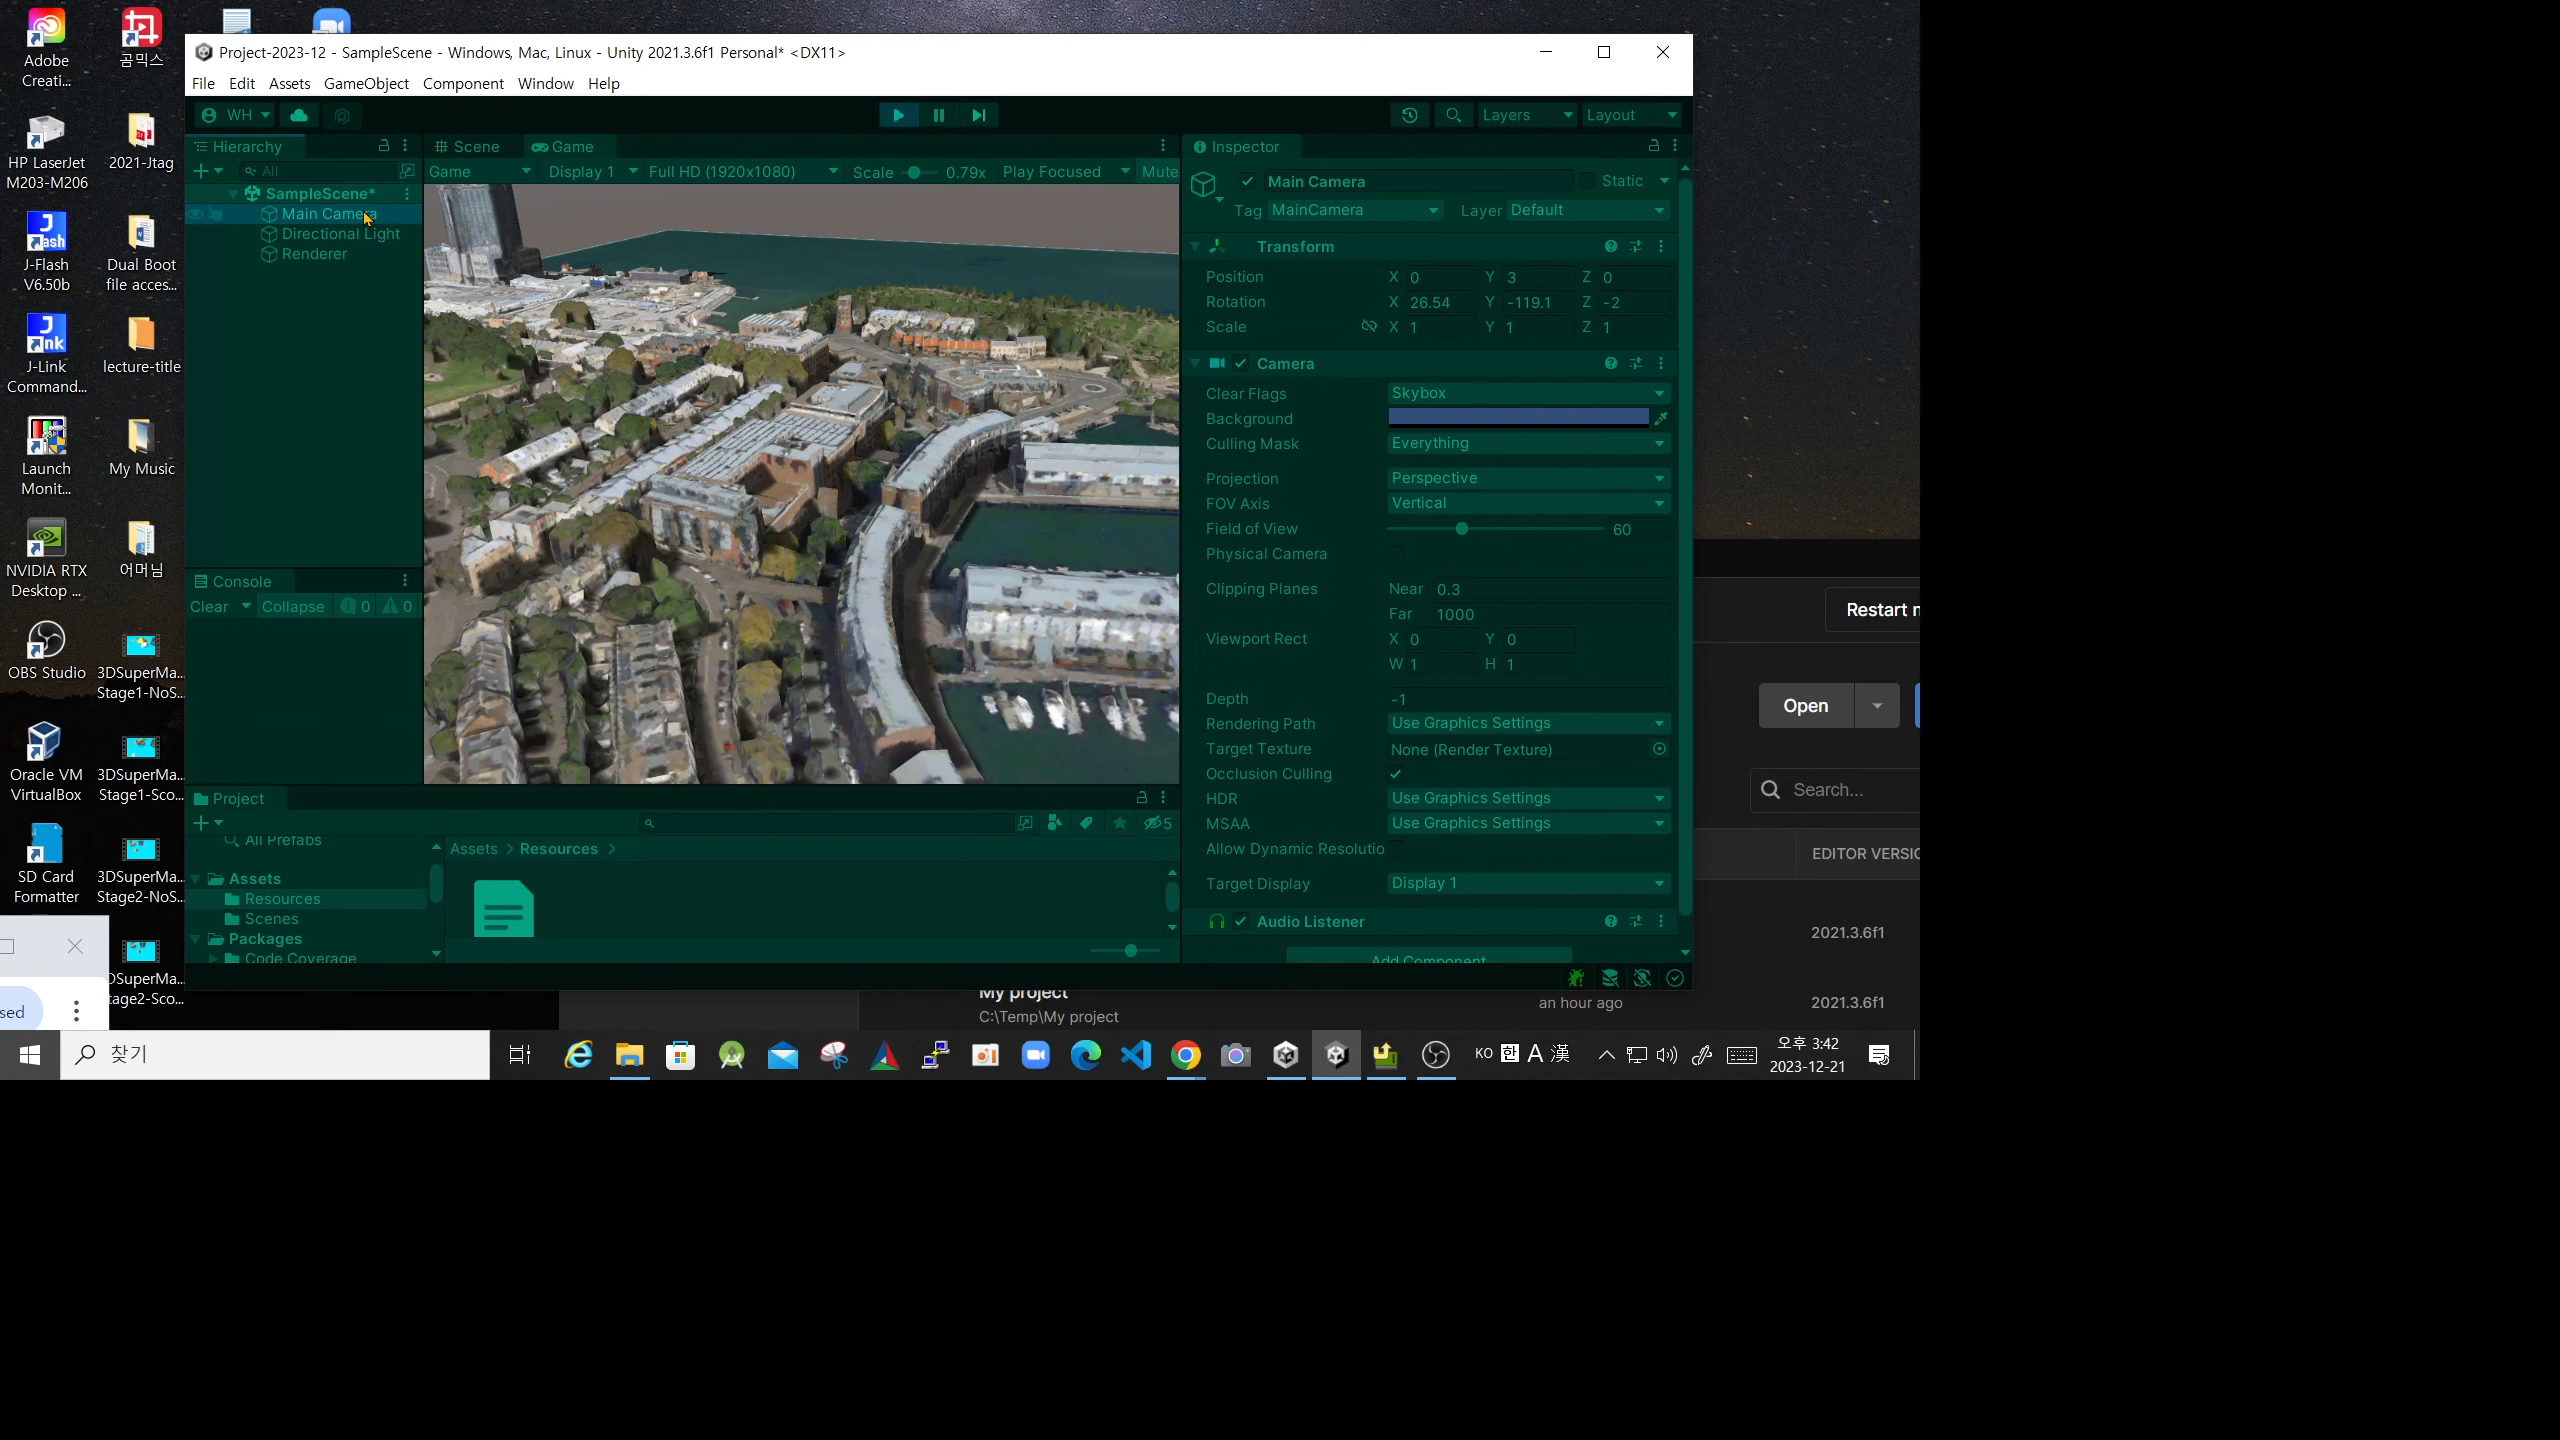 Adobe
Creati...
곰믹스
HP LaserJet
M203-M206
2021-Jtag
J-Flash
V6.50b
Dual Boot
file acces...
J-Link
Command...
lecture-title
Launch
Monit...
My Music
NVIDIA RTX
Desktop ...
어머님
OBS Studio
3DSuperMa...
Stage1-NoS...
Oracle VM
VirtualBox
3DSuperMa...
Stage1-Sco...
SD Card
Formatter
3DSuperMa...
Stage2-NoS...
DSuperMa...
tage2-Sco...
sed
Project-2023-12 - SampleScene - Windows, Mac, Linux - Unity 2021.3.6f1 Personal* <DX11>
File Edit Assets GameObject Component Window Help
WH
Layers
Layout
Hierarchy
All
SampleScene*
Main Camera
Directional Light
Renderer
Console
Clear Collapse 0 0
Scene Game
Game Display 1 Full HD (1920x1080) Scale 0.79x Play Focused Mute
Project
5
All Prefabs
Assets
Resources
Scenes
Packages
Code Coverage
Assets > Resources >
Inspector
Main Camera Static
Tag MainCamera Layer Default
Transform
Position X 0 Y 3 Z 0
Rotation X 26.54 Y -119.1 Z -2
Scale X 1 Y 1 Z 1
Camera
Clear Flags Skybox
Background
Culling Mask Everything
Projection Perspective
FOV Axis Vertical
Field of View 60
Physical Camera
Clipping Planes Near 0.3
Far 1000
Viewport Rect X 0 Y 0
W 1 H 1
Depth -1
Rendering Path Use Graphics Settings
Target Texture None (Render Texture)
Occlusion Culling
HDR Use Graphics Settings
MSAA Use Graphics Settings
Allow Dynamic Resolutio
Target Display Display 1
Audio Listener
Add Component
Restart n
Open
Search...
EDITOR VERSIC
2021.3.6f1
My project
C:\Temp\My project
an hour ago
2021.3.6f1
찾기
KO 한 A 漢
오후 3:42
2023-12-21